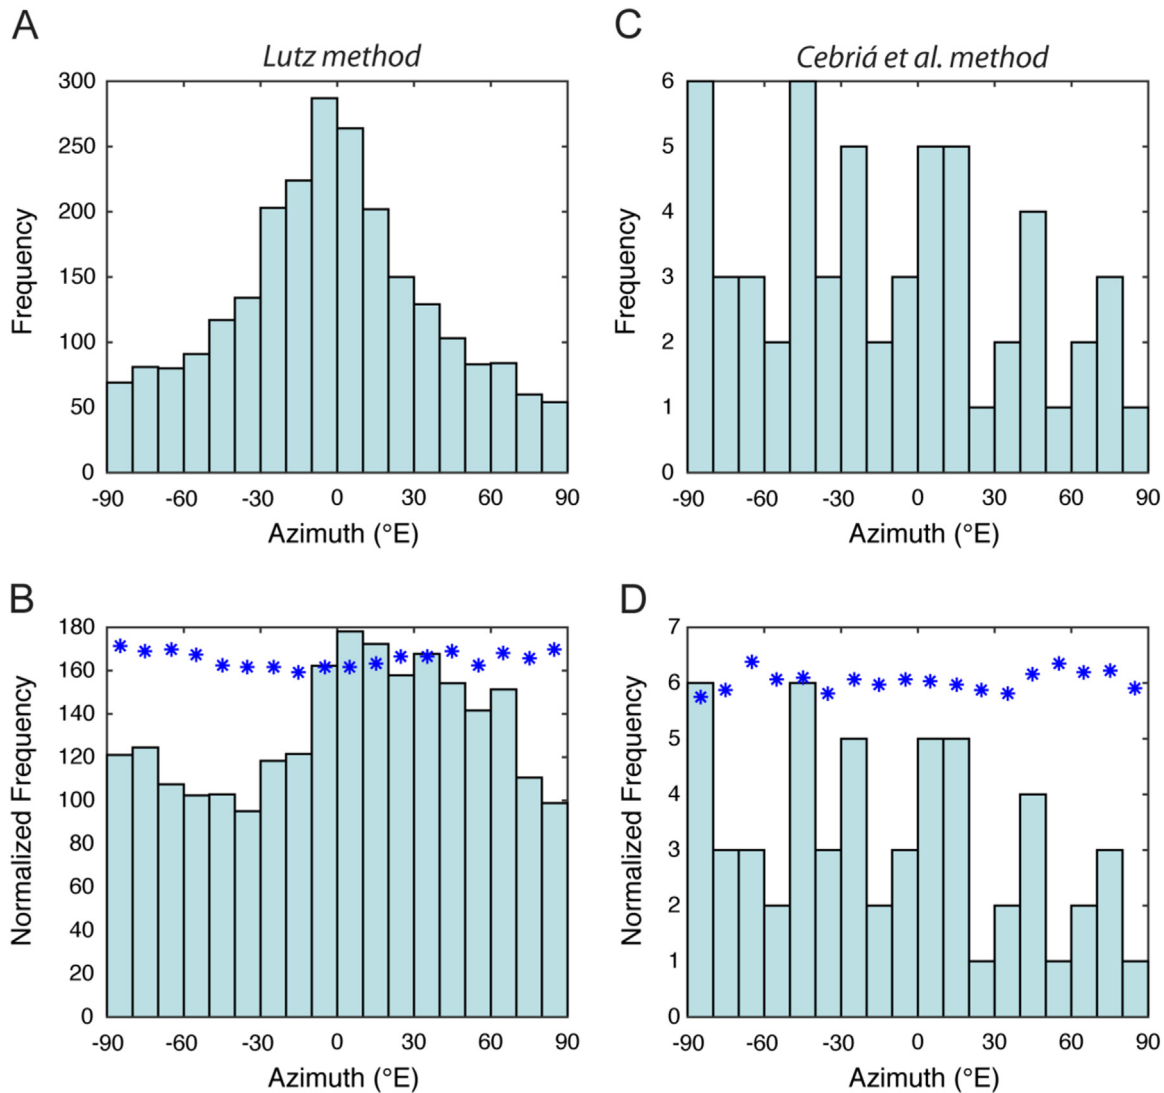 A
Lutz method
300
250
200
150
100
50
0
Frequency
-90 -60 -30 0 30 60 90
Azimuth (°E)
C
Cebriá et al. method
6
5
4
3
2
1
0
Frequency
-90 -60 -30 0 30 60 90
Azimuth (°E)
B
180
160
140
120
100
80
60
40
20
0
Normalized Frequency
-90 -60 -30 0 30 60 90
Azimuth (°E)
D
7
6
5
4
3
2
1
0
Normalized Frequency
-90 -60 -30 0 30 60 90
Azimuth (°E)